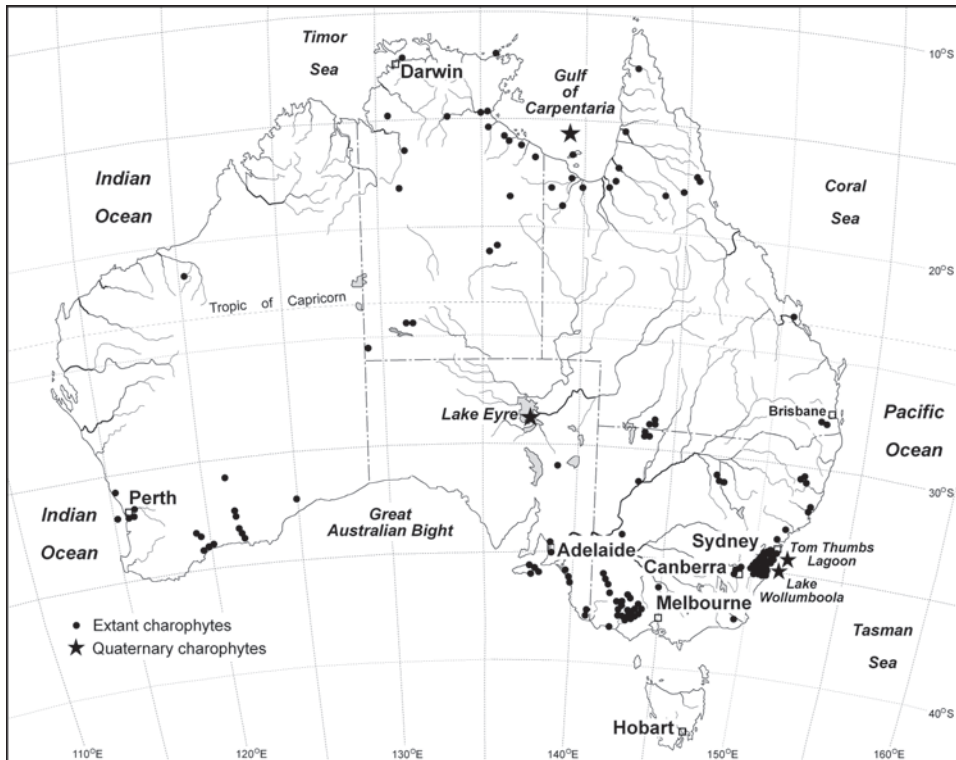 Timor
Sea
10°S
Darwin
Gulf
of
Carpentaria
Indian
Ocean
Coral
Sea
20°S
Tropic of Capricorn
Lake Eyre
Brisbane
Pacific
Ocean
30°S
Perth
Indian
Ocean
Great
Australian Bight
Adelaide
Sydney
Tom Thumbs
Lagoon
Canberra
Lake
Wollumboola
Melbourne
Extant charophytes
Quaternary charophytes
Tasman
Sea
40°S
Hobart
110°E
120°E
130°E
140°E
150°E
160°E